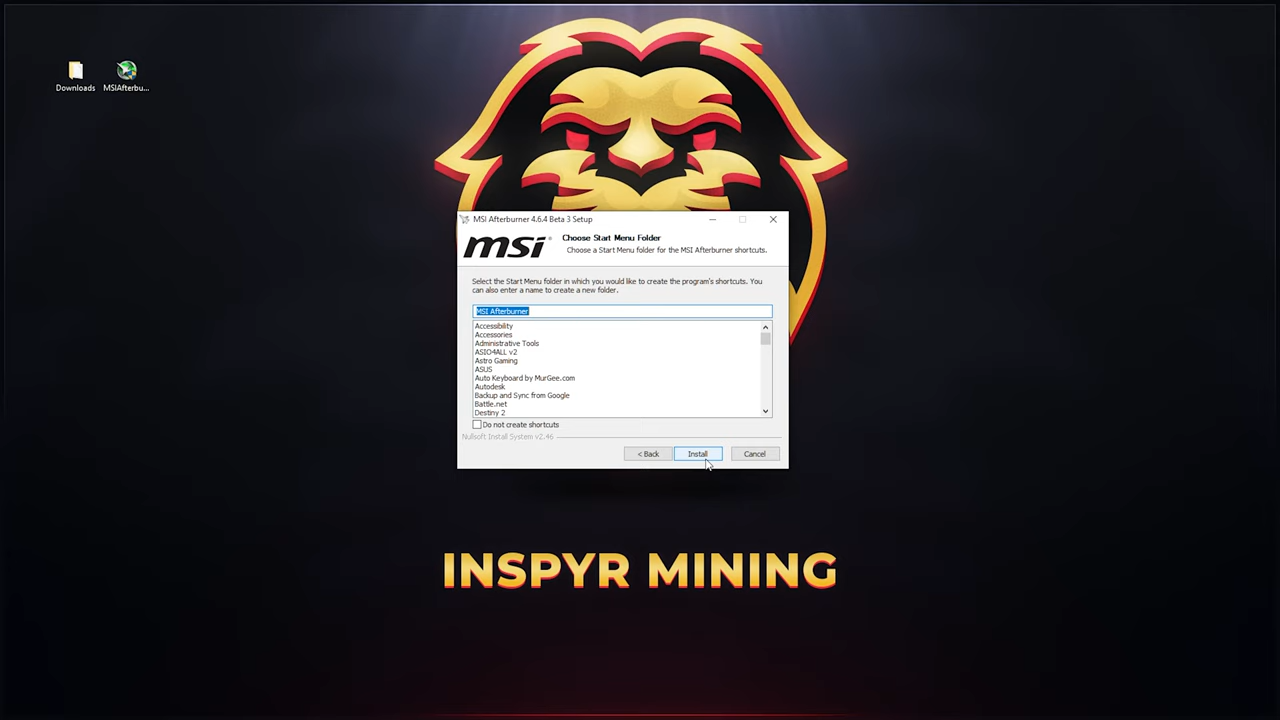 Downloads
MSIAfterbu...
MSI Afterburner 4.6.4 Beta 3 Setup
msi
Choose Start Menu Folder
Choose a Start Menu folder for the MSI Afterburner shortcuts.
Select the Start Menu folder in which you would like to create the program's shortcuts. You
can also enter a name to create a new folder.
MSI Afterburner
Accessibility
Accessories
Administrative Tools
ASIO4ALL v2
Astro Gaming
ASUS
Auto Keyboard by MurGee.com
Autodesk
Backup and Sync from Google
Battle.net
Destiny 2
Do not create shortcuts
Nullsoft Install System v2.46
< Back
Install
Cancel
INSPYR MINING